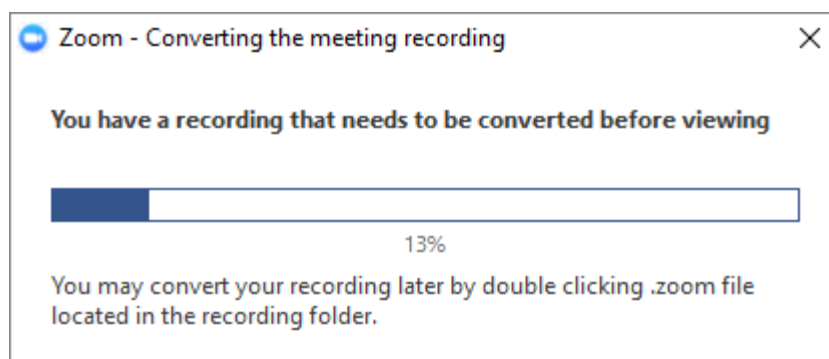 Zoom - Converting the meeting recording
You have a recording that needs to be converted before viewing
13%
You may convert your recording later by double clicking .zoom file
located in the recording folder.